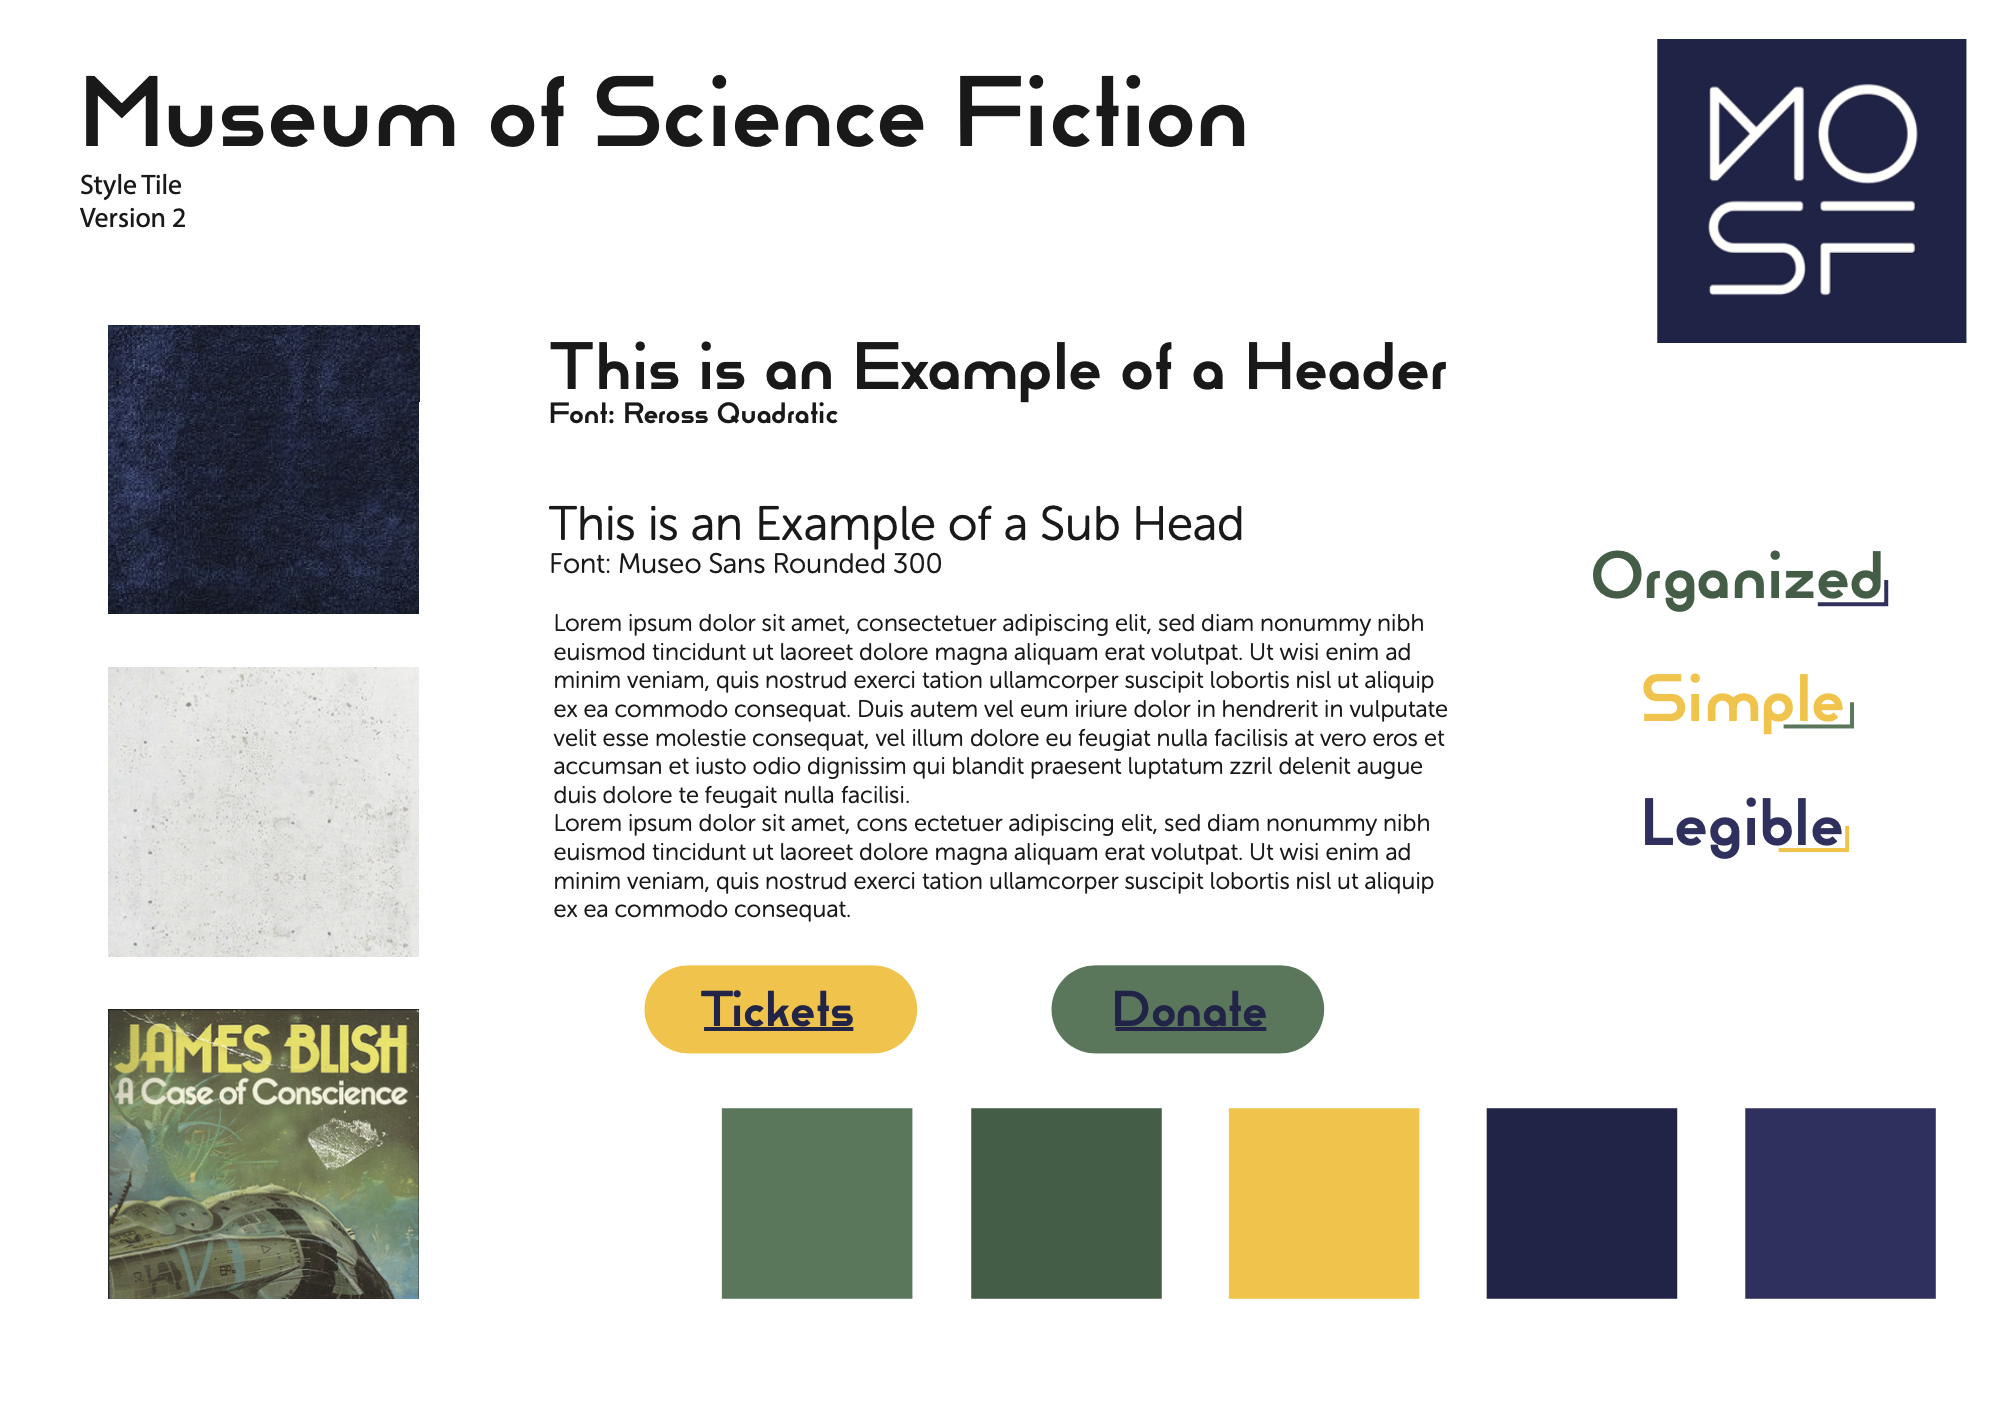 Museum of Science Fiction
Style Tile
Version 2
MO
SF
This is an Example of a Header
Font: Reross Quadratic
This is an Example of a Sub Head
Font: Museo Sans Rounded 300
Lorem ipsum dolor sit amet, consectetuer adipiscing elit, sed diam nonummy nibh
euismod tincidunt ut laoreet dolore magna aliquam erat volutpat. Ut wisi enim ad
minim veniam, quis nostrud exerci tation ullamcorper suscipit lobortis nisl ut aliquip
ex ea commodo consequat. Duis autem vel eum iriure dolor in hendrerit in vulputate
velit esse molestie consequat, vel illum dolore eu feugiat nulla facilisis at vero eros et
accumsan et iusto odio dignissim qui blandit praesent luptatum zzril delenit augue
duis dolore te feugait nulla facilisi.
Lorem ipsum dolor sit amet, cons ectetuer adipiscing elit, sed diam nonummy nibh
euismod tincidunt ut laoreet dolore magna aliquam erat volutpat. Ut wisi enim ad
minim veniam, quis nostrud exerci tation ullamcorper suscipit lobortis nisl ut aliquip
ex ea commodo consequat.
Organized
Simple
Legible
Tickets
Donate
JAMES BLISH
A Case of Conscience